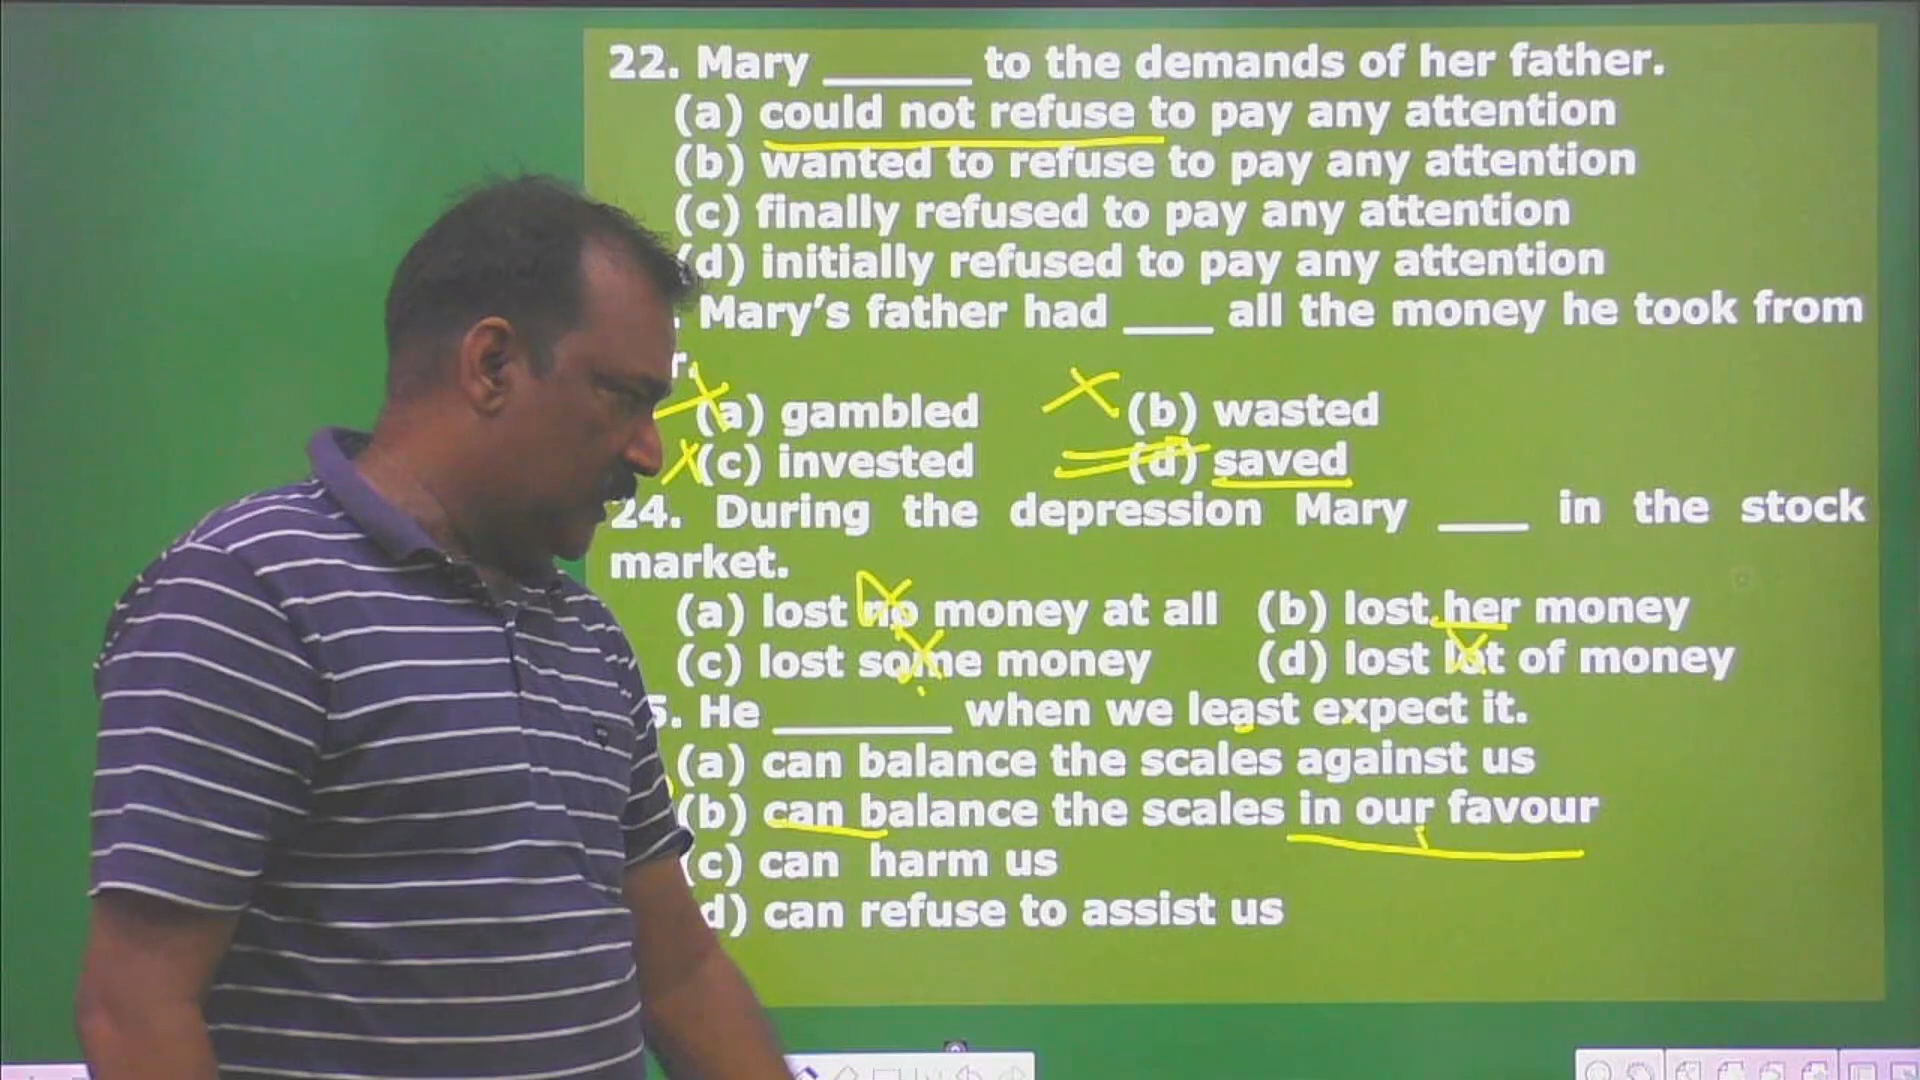 22. Mary ______ to the demands of her father.
(a) could not refuse to pay any attention
(b) wanted to refuse to pay any attention
(c) finally refused to pay any attention
(d) initially refused to pay any attention
. Mary's father had ____ all the money he took from
r.
(a) gambled (b) wasted
(c) invested (d) saved
24. During the depression Mary ____ in the stock
market.
(a) lost no money at all (b) lost her money
(c) lost some money (d) lost lot of money
5. He ________ when we least expect it.
(a) can balance the scales against us
(b) can balance the scales in our favour
(c) can harm us
d) can refuse to assist us